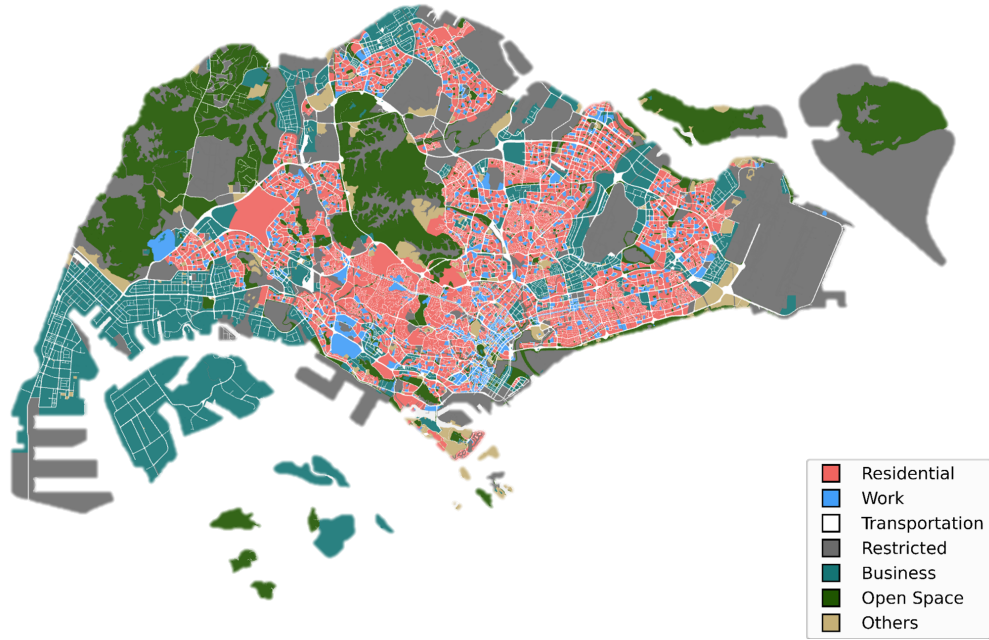 Residential
Work
Transportation
Restricted
Business
Open Space
Others